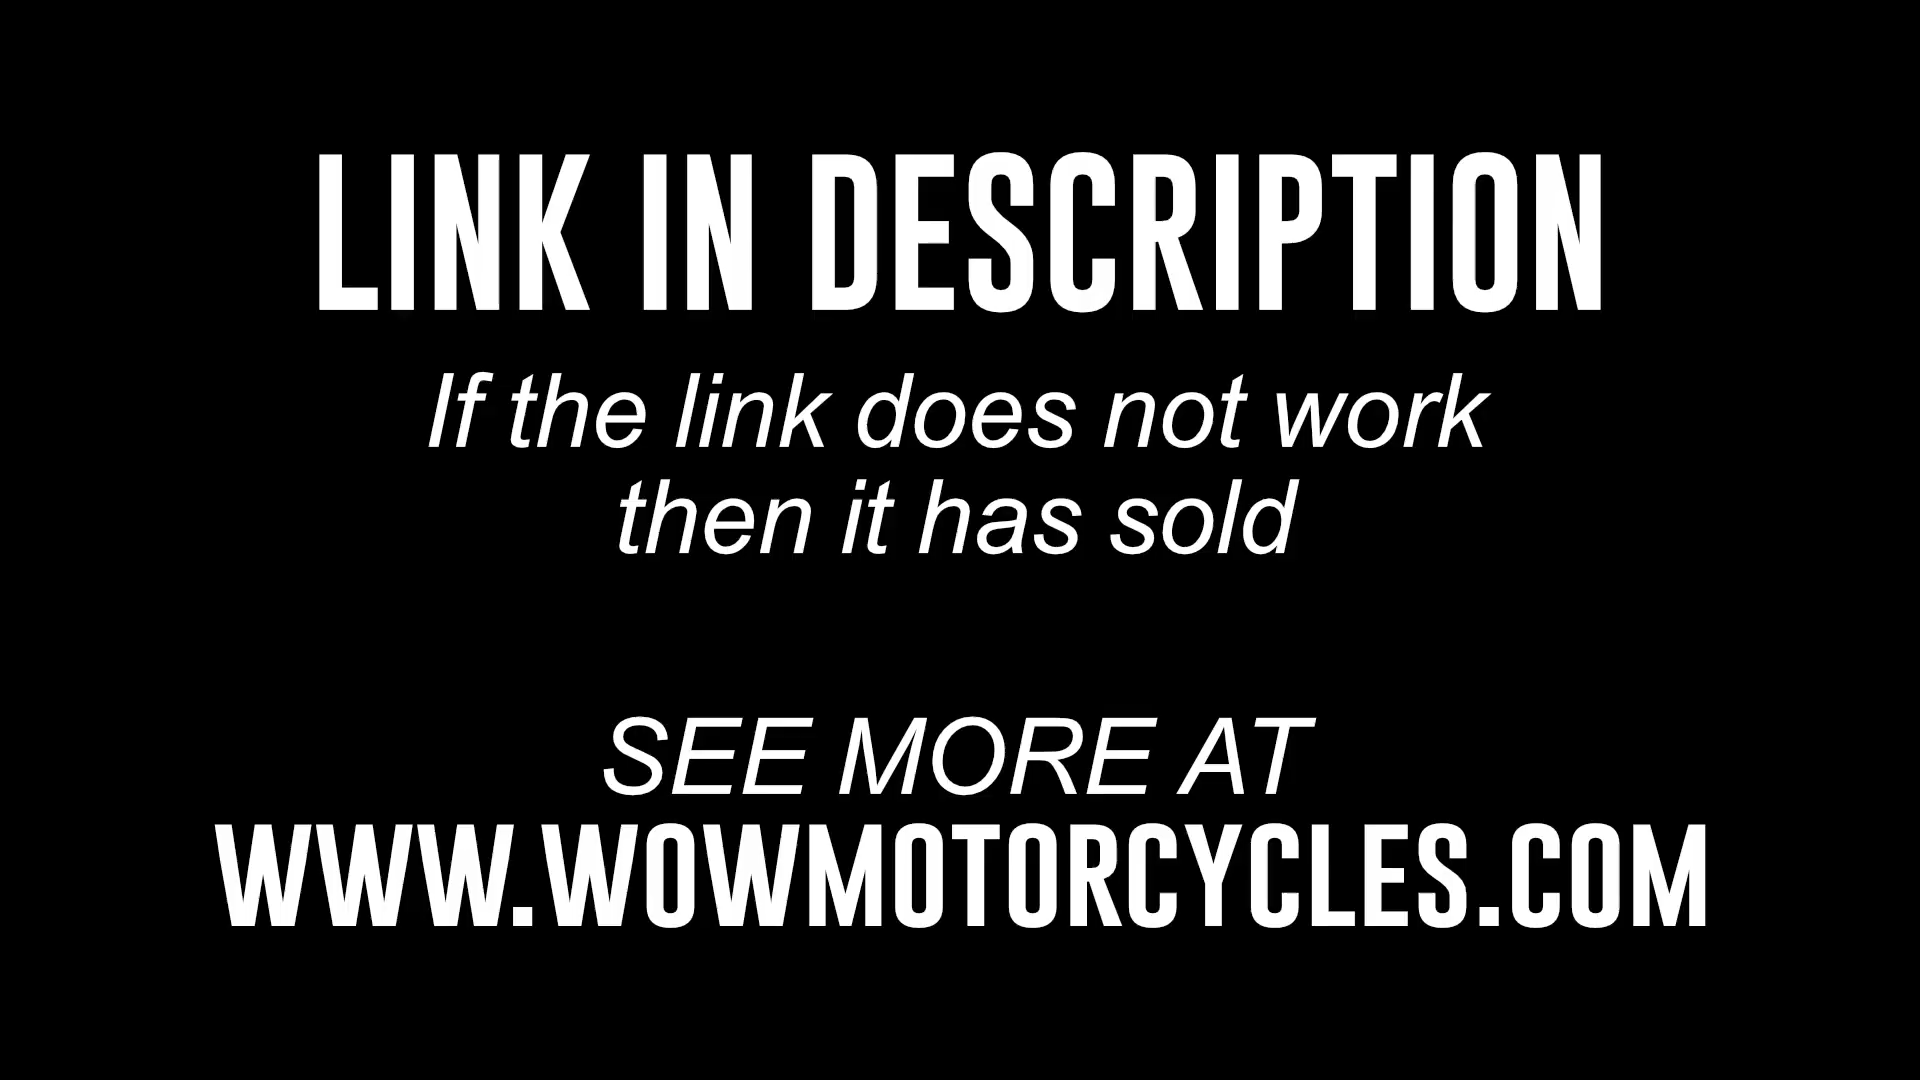 LINK IN DESCRIPTION
If the link does not work
then it has sold
SEE MORE AT
WWW.WOWMOTORCYCLES.COM